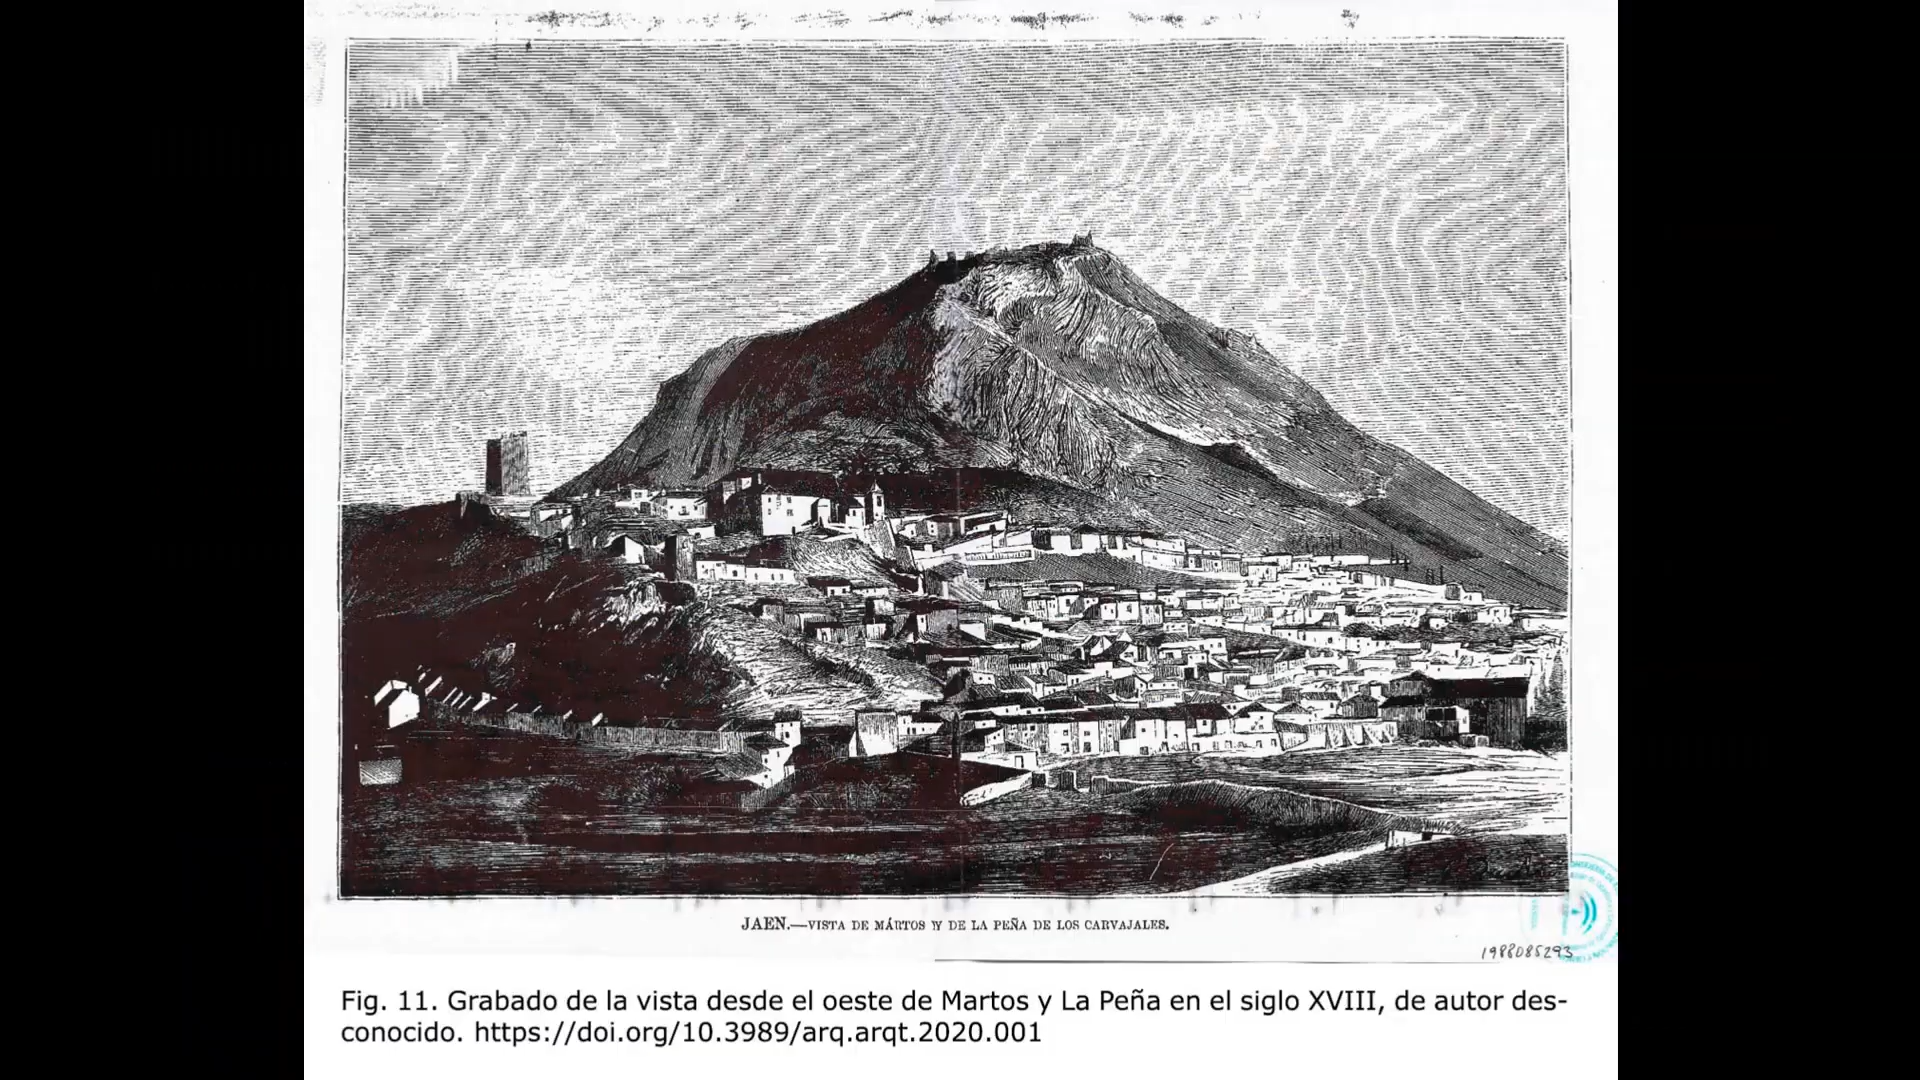 JAEN.—VISTA DE MÁRTOS Y DE LA PEÑA DE LOS CARVAJALES.
1988085293
Fig. 11. Grabado de la vista desde el oeste de Martos y La Peña en el siglo XVIII, de autor des-
conocido. https://doi.org/10.3989/arq.arqt.2020.001